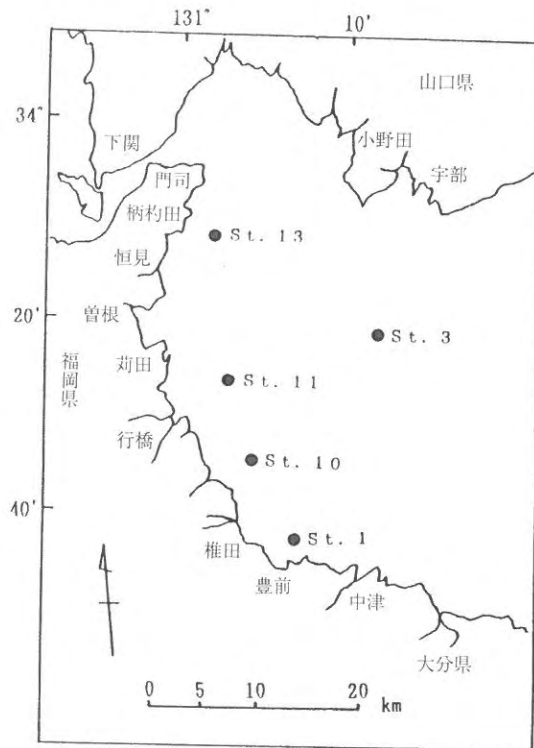 131°
10'
34°
山口県
下関
小野田
門司
宇部
柄杓田
St. 13
恒見
20'
曽根
St. 3
苅田
福岡県
St. 11
行橋
St. 10
40'
St. 1
椎田
豊前
中津
大分県
0 5 10 20
km